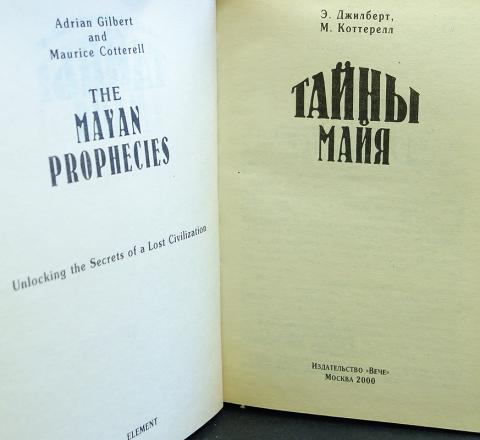 Adrian Gilbert
and
Maurice Cotterell
THE
MAYAN
PROPHECIES
Unlocking the Secrets of a Lost Civilization
ELEMENT
Э. Джилберт,
М. Коттерелл
ТАЙНЫ
МАЙЯ
Издательство «Вече»
Москва 2000